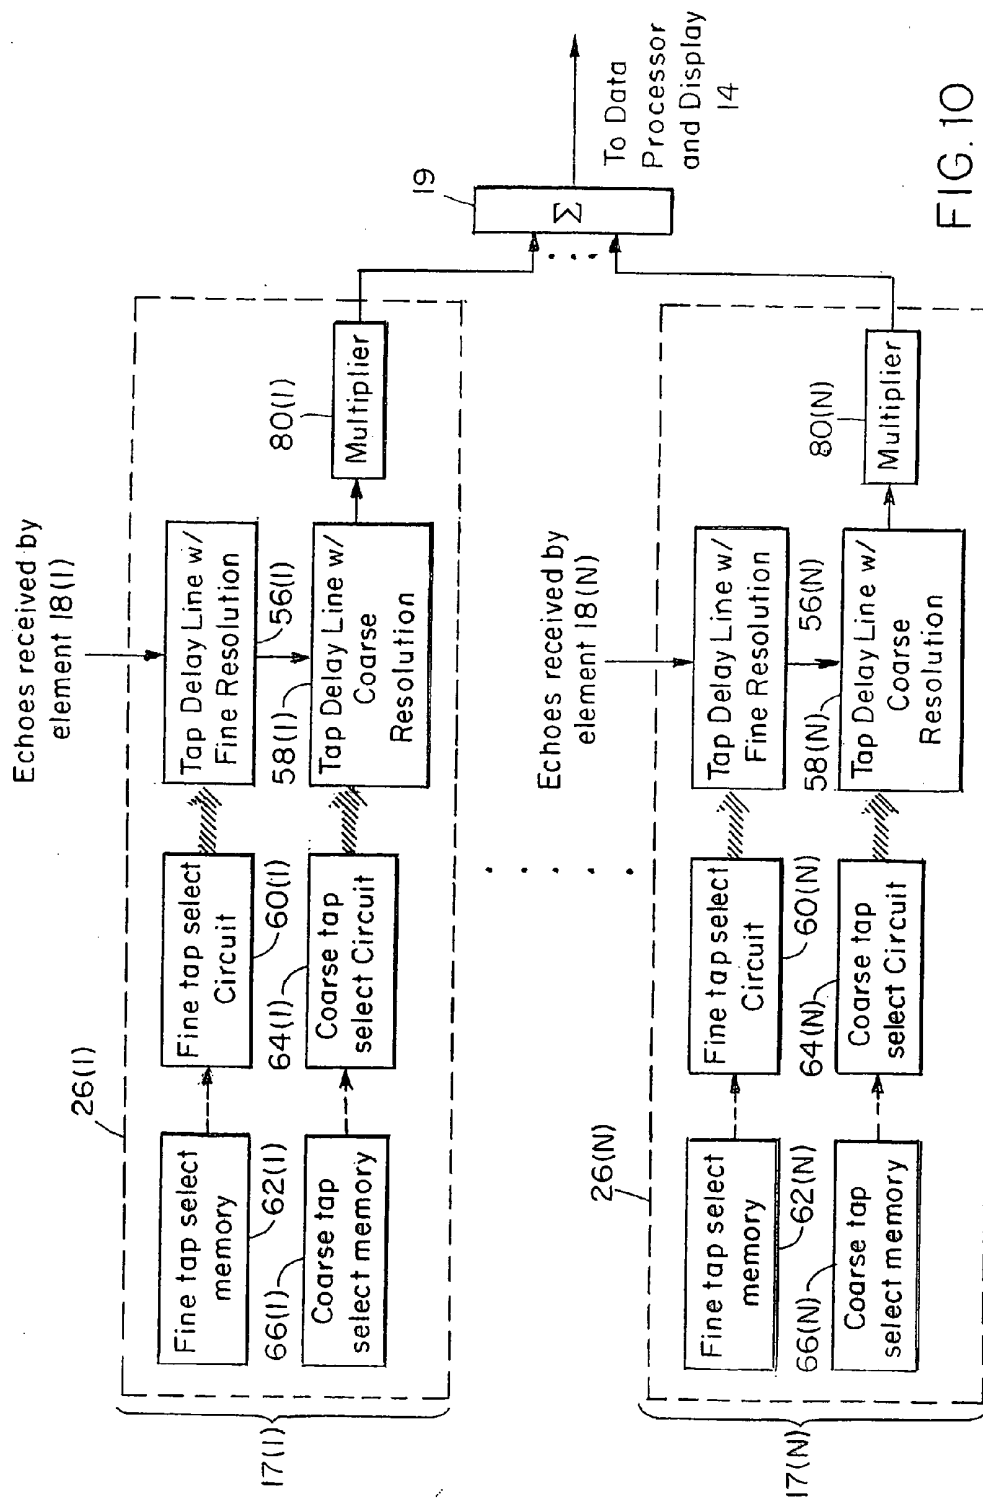 Echoes received by
element 18(1)
26(1)
17(1)
Fine tap select
memory
62(1)
Fine tap select
Circuit
60(1)
Tap Delay Line w/
Fine Resolution
56(1)
66(1)
Coarse tap
select memory
64(1)
Coarse tap
select Circuit
58(1)
Tap Delay Line w/
Coarse
Resolution
80(1)
Multiplier
19
Σ
To Data
Processor
and Display
14
Echoes received by
element 18(N)
26(N)
17(N)
Fine tap select
memory
62(N)
Fine tap select
Circuit
60(N)
Tap Delay Line w/
Fine Resolution
56(N)
66(N)
Coarse tap
select memory
64(N)
Coarse tap
select Circuit
58(N)
Tap Delay Line w/
Coarse
Resolution
80(N)
Multiplier
FIG. 10